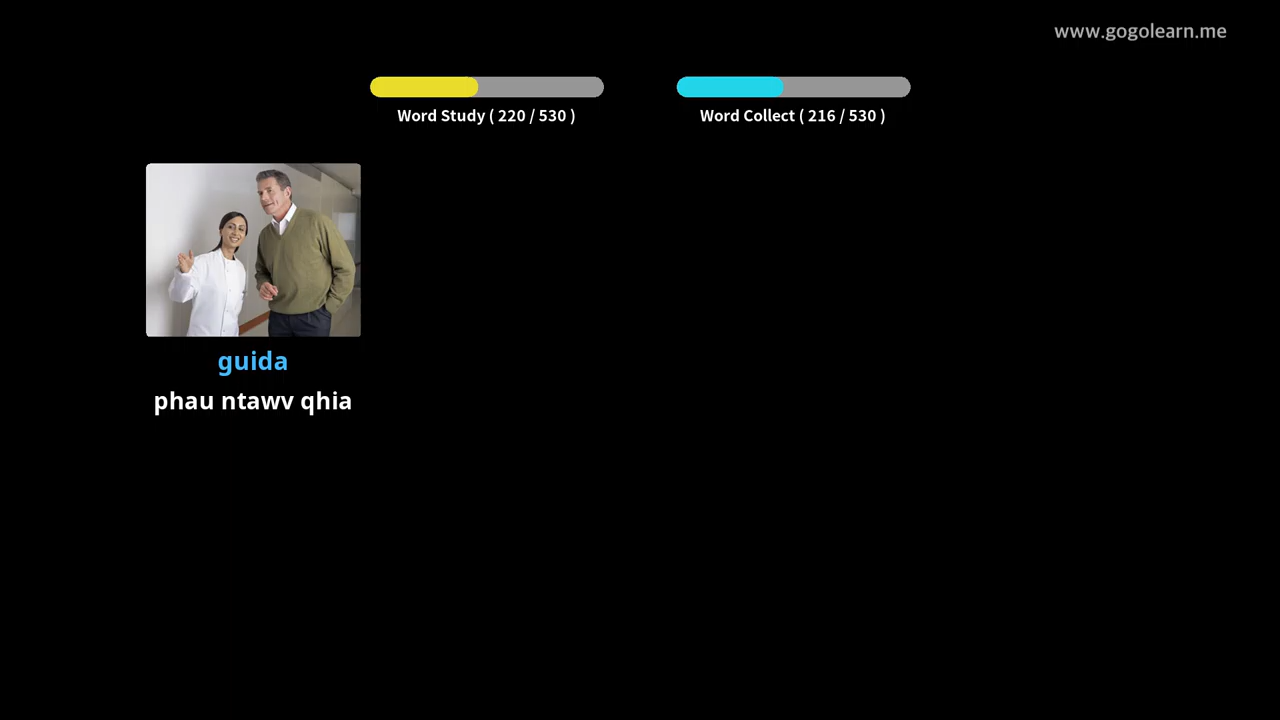 www.gogolearn.me
Word Study ( 220 / 530 )
Word Collect ( 216 / 530 )
guida
phau ntawv qhia